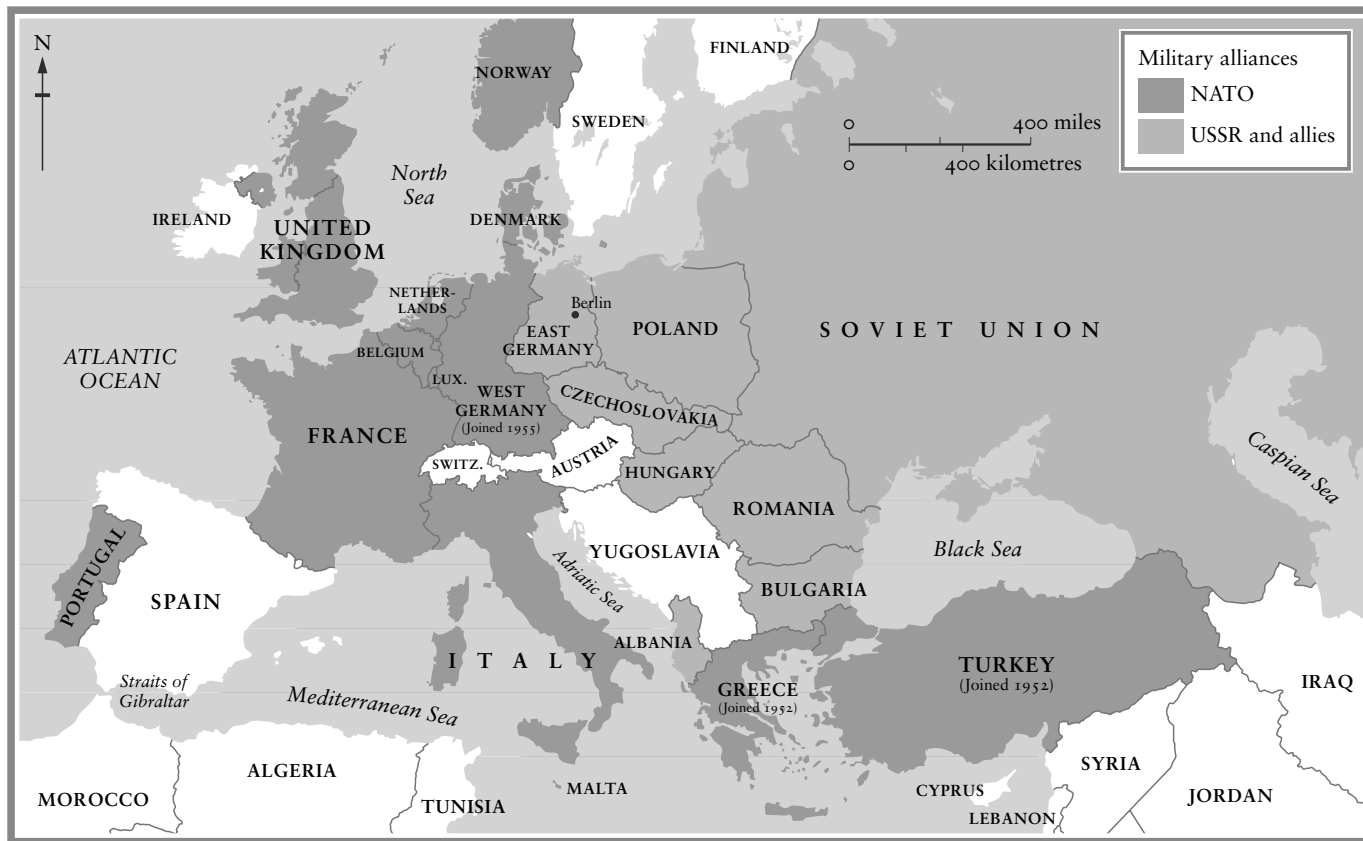 N
NORWAY
FINLAND
SWEDEN
Military alliances
NATO
USSR and allies
0 400 miles
0 400 kilometres
North
Sea
IRELAND
UNITED
KINGDOM
DENMARK
NETHER-
LANDS
Berlin
EAST
GERMANY
POLAND
SOVIET UNION
ATLANTIC
OCEAN
BELGIUM
LUX.
WEST
GERMANY
(Joined 1955)
CZECHOSLOVAKIA
FRANCE
SWITZ.
AUSTRIA
HUNGARY
ROMANIA
Caspian Sea
PORTUGAL
SPAIN
YUGOSLAVIA
Adriatic Sea
Black Sea
BULGARIA
ALBANIA
ITALY
Straits of
Gibraltar
Mediterranean Sea
GREECE
(Joined 1952)
TURKEY
(Joined 1952)
IRAQ
MOROCCO
ALGERIA
TUNISIA
MALTA
CYPRUS
LEBANON
SYRIA
JORDAN